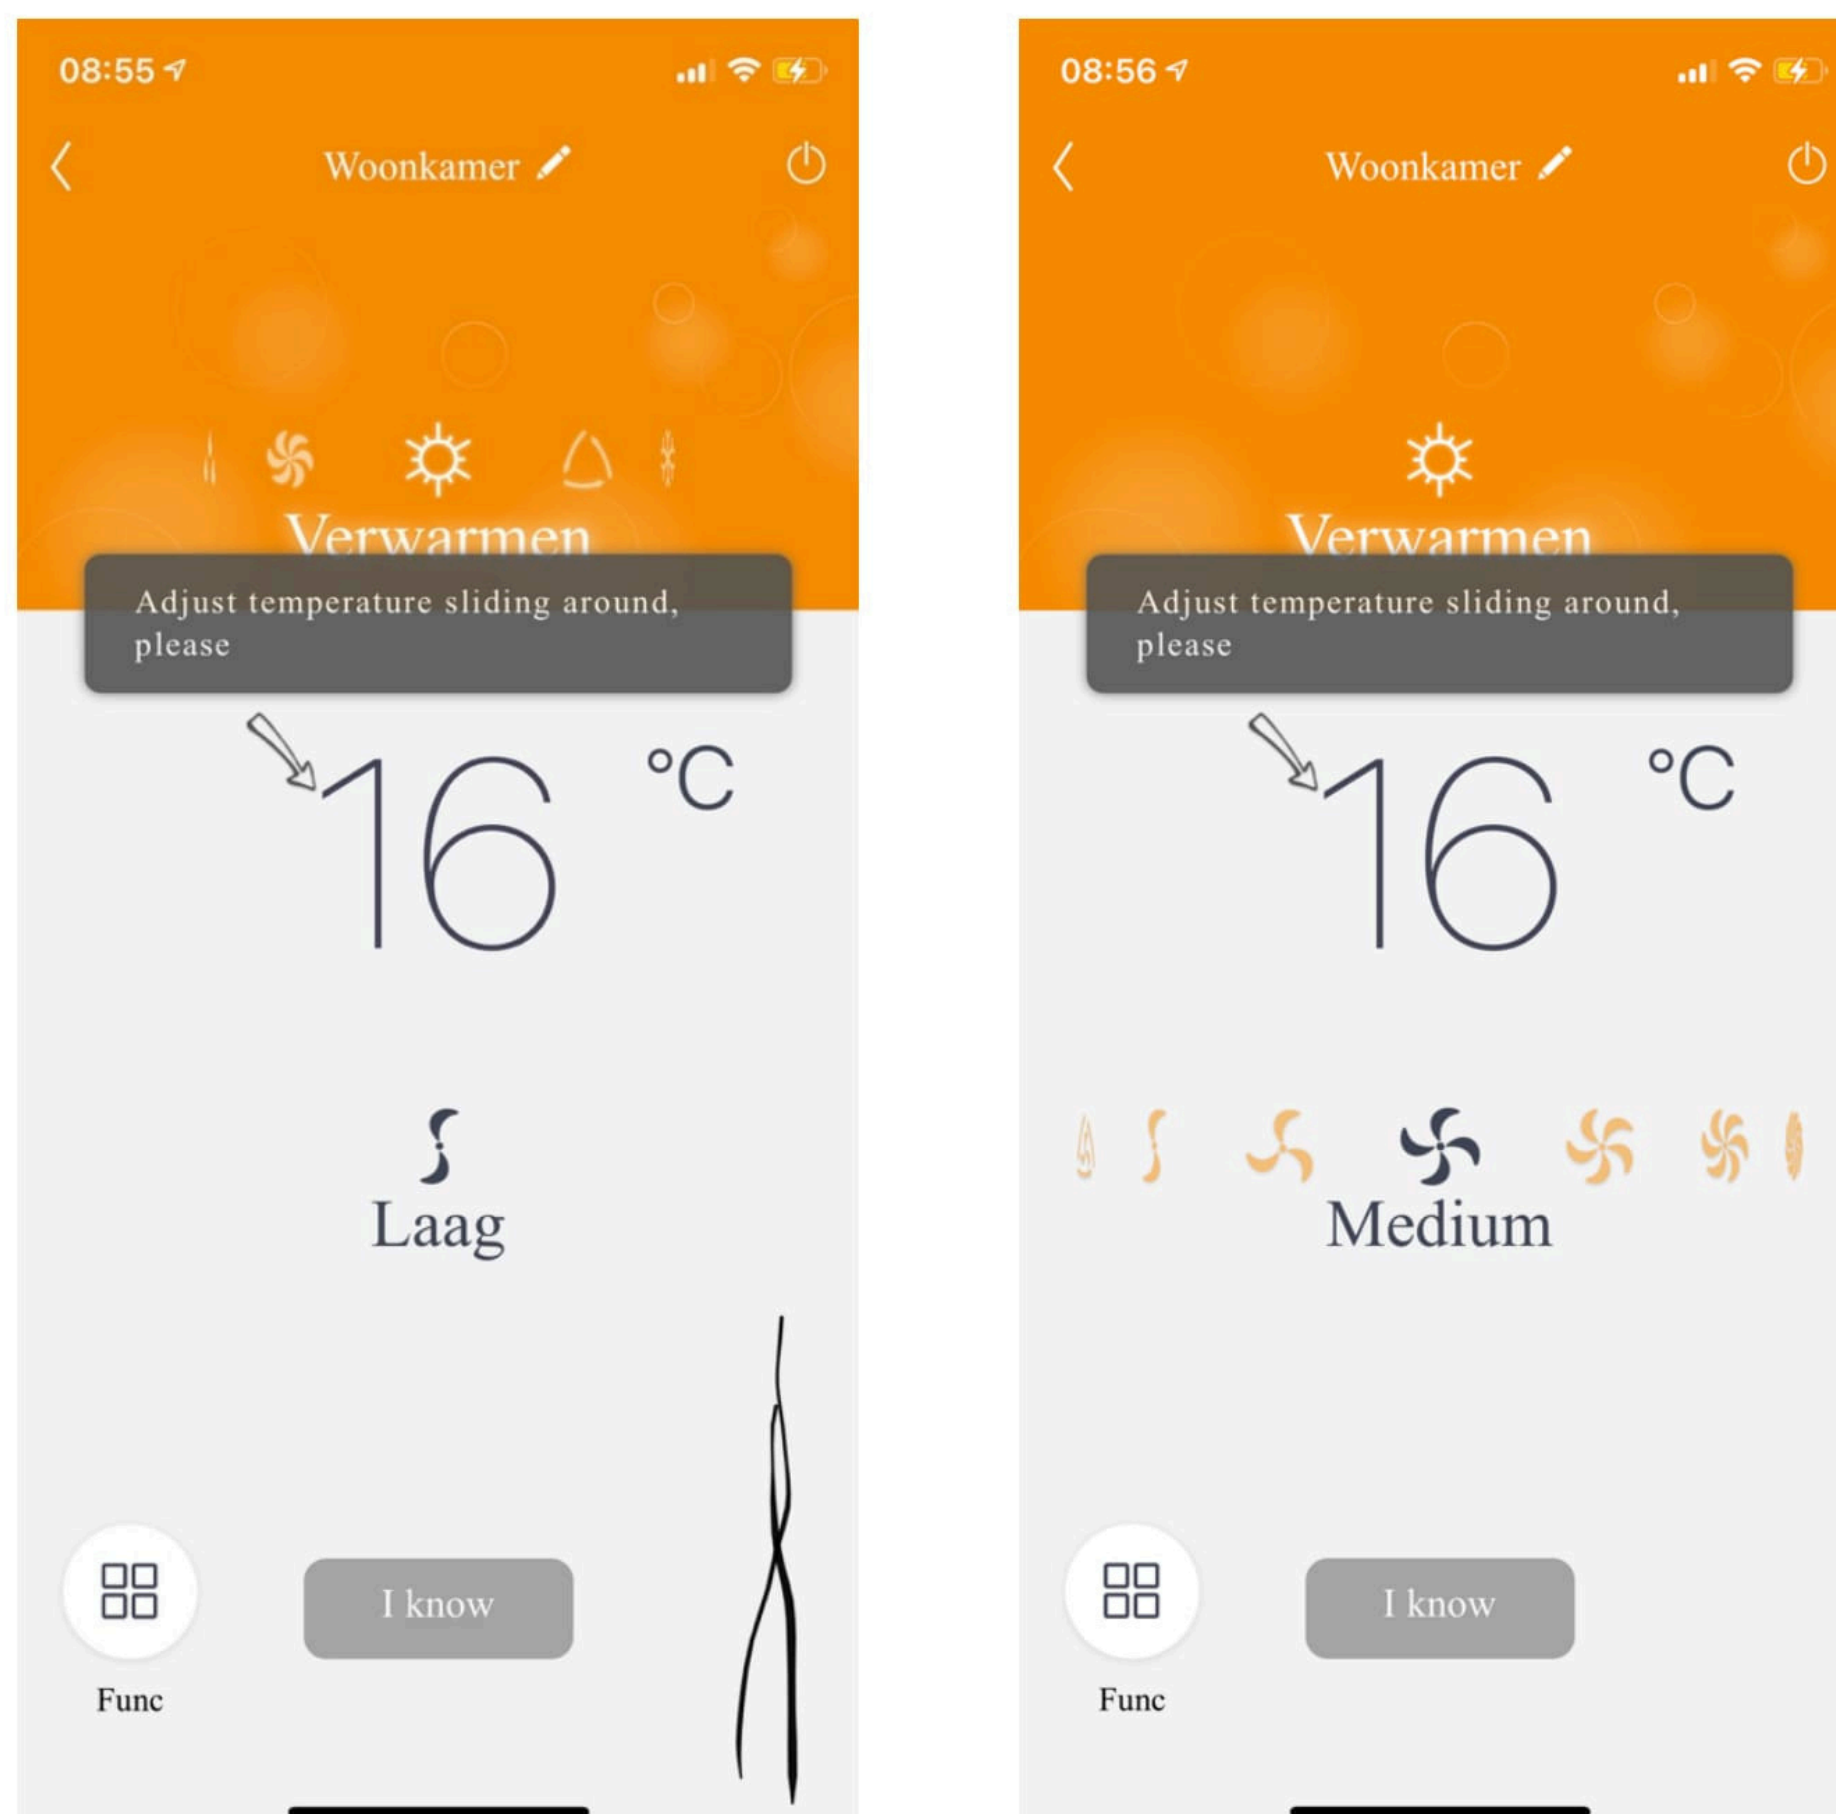 08:55
Woonkamer
Verwarmen
Adjust temperature sliding around,
please
16 °C
Laag
I know
Func
08:56
Woonkamer
Verwarmen
Adjust temperature sliding around,
please
16 °C
Medium
I know
Func